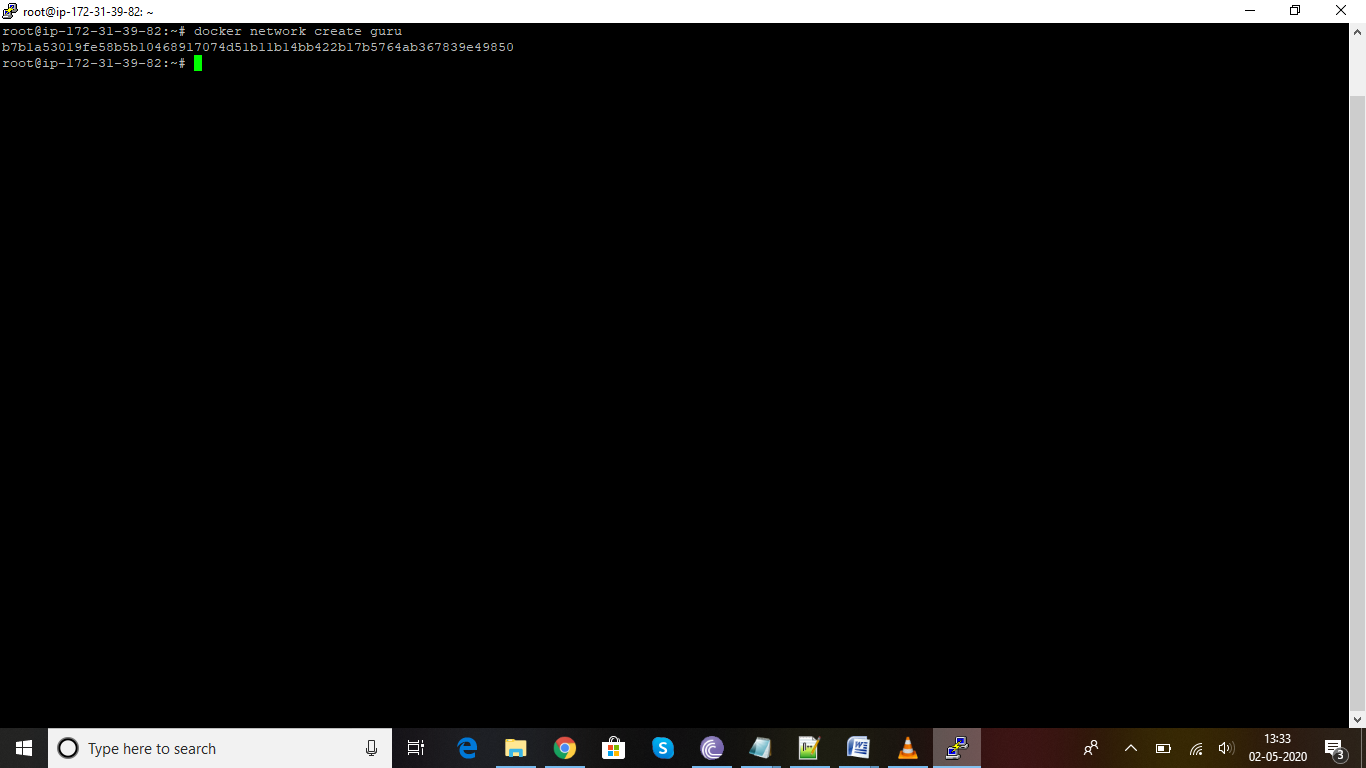 root@ip-172-31-39-82: ~
root@ip-172-31-39-82:~# docker network create guru
b7b1a53019fe58b5b10468917074d51b11b14bb422b17b5764ab367839e49850
root@ip-172-31-39-82:~#
Type here to search
13:33
02-05-2020
3